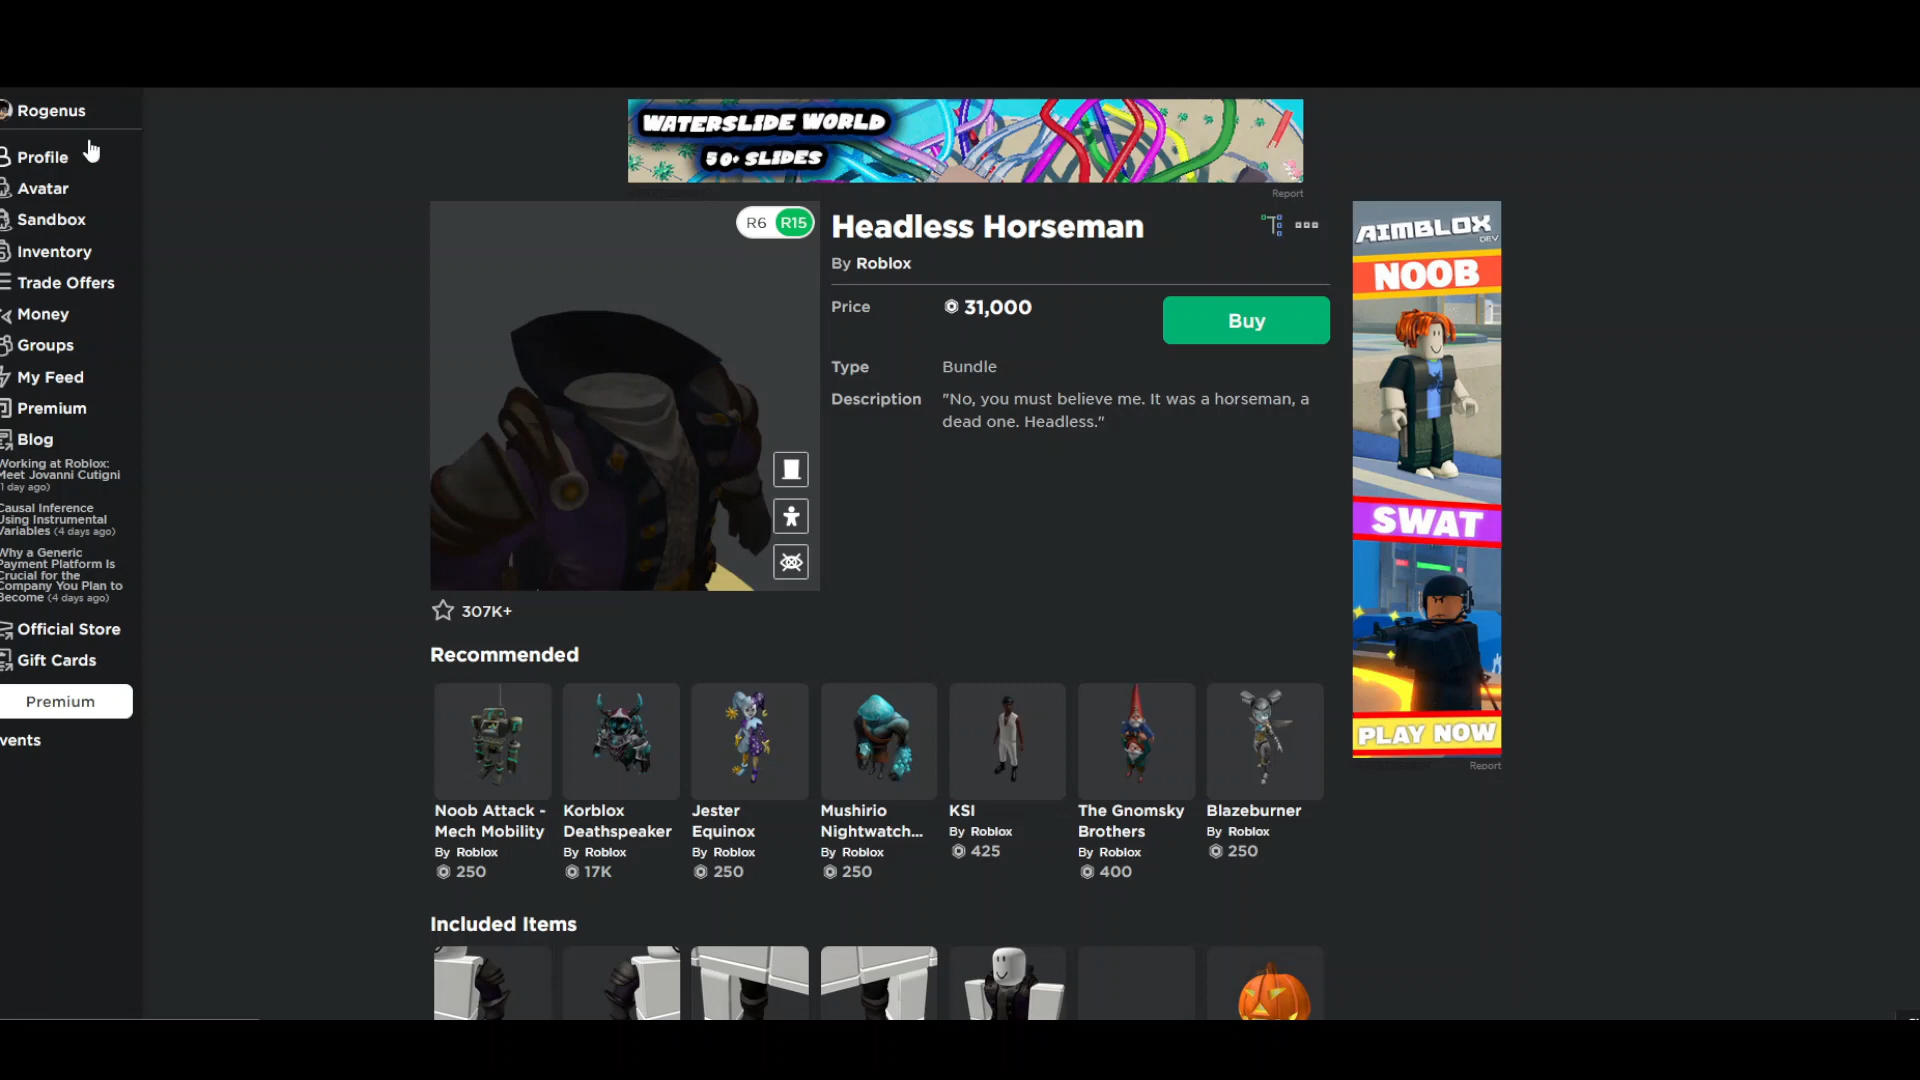 Rogenus
Profile
Avatar
Sandbox
Inventory
Trade Offers
Money
Groups
My Feed
Premium
Blog
Working at Roblox:
Meet Jovanni Cutigni
1 day ago)
Causal Inference
Using Instrumental
Variables (4 days ago)
Why a Generic
Payment Platform Is
Crucial for the
Company You Plan to
Become (4 days ago)
Official Store
Gift Cards
Premium
vents
WATERSLIDE WORLD
50+ SLIDES
Report
R6 R15
Headless Horseman
By Roblox
Price 31,000
Buy
Type Bundle
Description "No, you must believe me. It was a horseman, a
dead one. Headless."
307K+
Recommended
Noob Attack -
Mech Mobility
By Roblox
250
Korblox
Deathspeaker
By Roblox
17K
Jester
Equinox
By Roblox
250
Mushirio
Nightwatch...
By Roblox
250
KSI
By Roblox
425
The Gnomsky
Brothers
By Roblox
400
Blazeburner
By Roblox
250
Included Items
AIMBLOX
DEV
NOOB
SWAT
PLAY NOW
Report